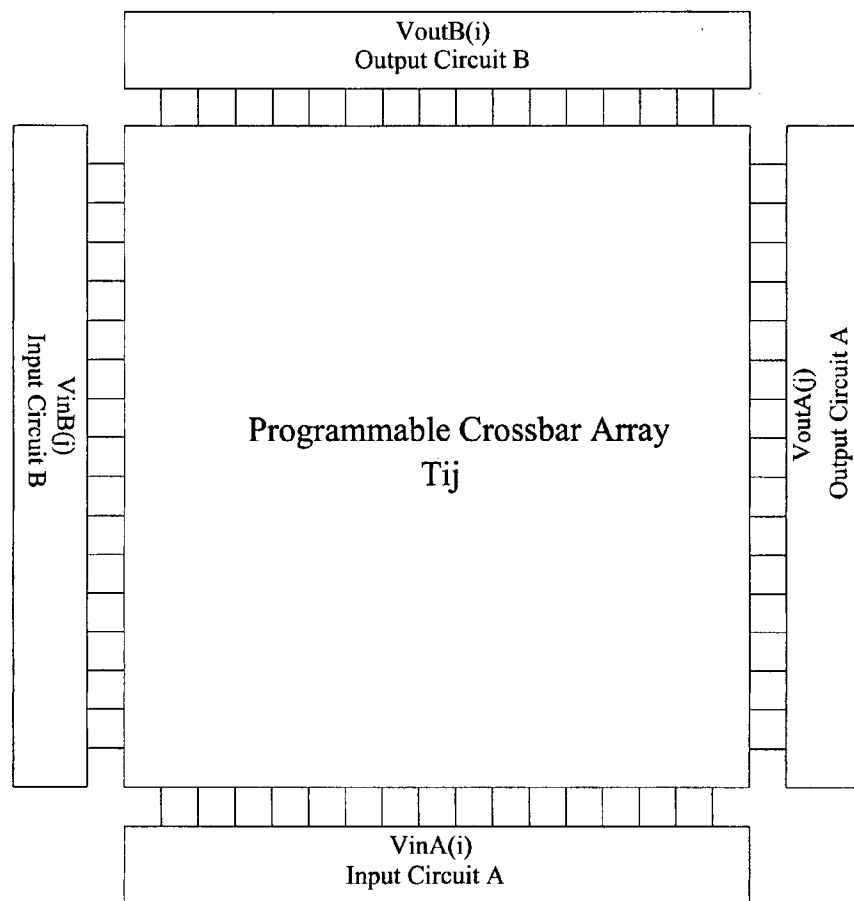 VoutB(i)
Output Circuit B
VinB(j)
Input Circuit B
Programmable Crossbar Array
Tij
VoutA(j)
Output Circuit A
VinA(i)
Input Circuit A